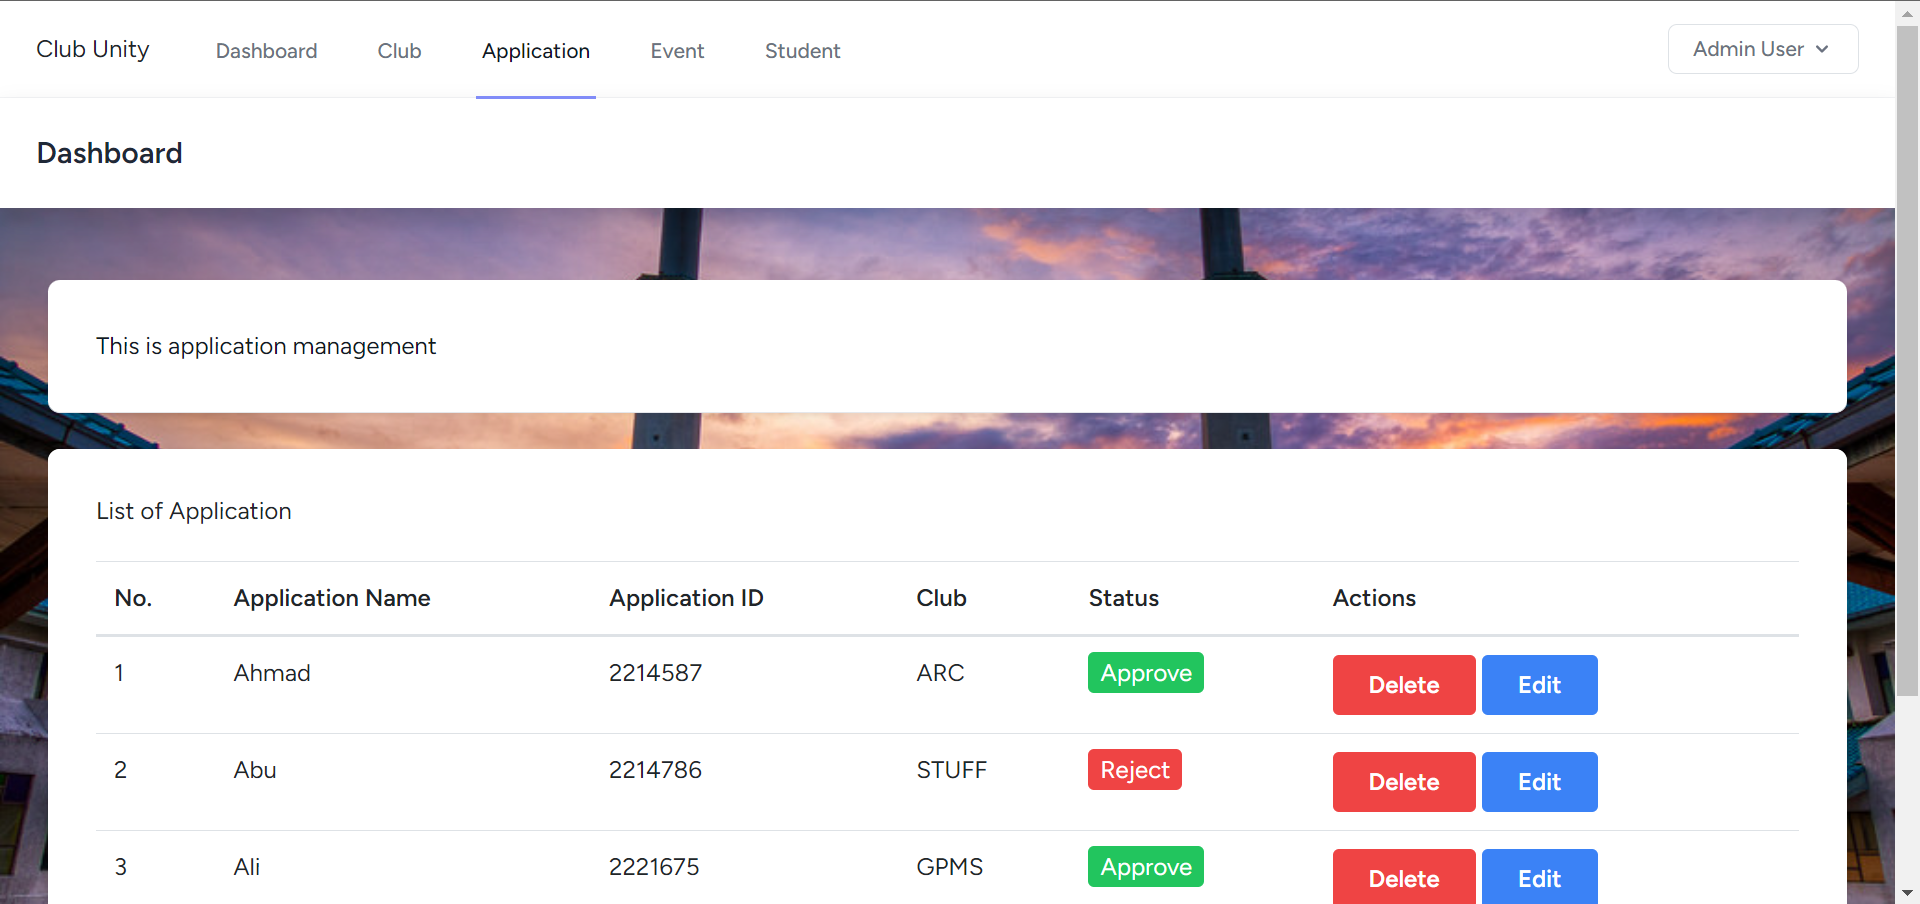 Club Unity Dashboard Club Application Event Student Admin User
Dashboard
This is application management
List of Application
No. Application Name Application ID Club Status Actions
1 Ahmad 2214587 ARC Approve Delete Edit
2 Abu 2214786 STUFF Reject Delete Edit
3 Ali 2221675 GPMS Approve Delete Edit